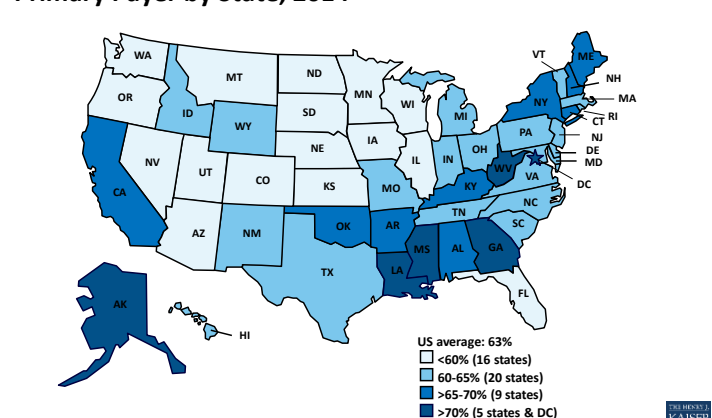 Primary Payer by State, 2014
WA
MT
ND
MN
VT
ME
NH
OR
ID
SD
WI
MI
NY
MA
RI
CT
WY
NE
IA
PA
NJ
DE
MD
NV
UT
CO
IL
IN
OH
WV
VA
DC
CA
KS
MO
KY
NC
TN
SC
AZ
NM
OK
AR
MS
AL
GA
TX
LA
FL
AK
HI
US average: 63%
<60% (16 states)
60-65% (20 states)
>65-70% (9 states)
>70% (5 states & DC)
THE HENRY J.
KAISER